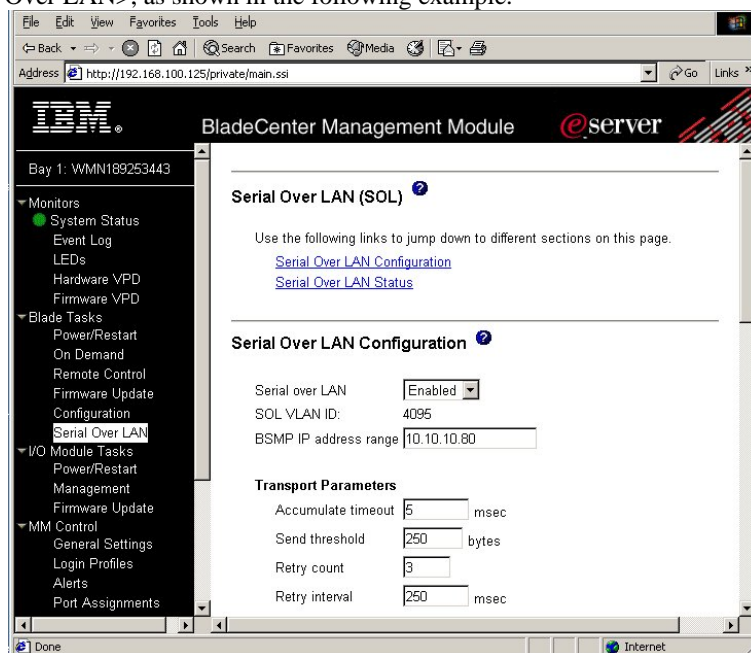 Over LAN>, as shown in the following example.
File Edit View Favorites Tools Help
Back Search Favorites Media
Address http://192.168.100.125/private/main.ssi Go Links »
IBM® BladeCenter Management Module eserver
Bay 1: WMN189253443
Monitors
System Status
Event Log
LEDs
Hardware VPD
Firmware VPD
Blade Tasks
Power/Restart
On Demand
Remote Control
Firmware Update
Configuration
Serial Over LAN
I/O Module Tasks
Power/Restart
Management
Firmware Update
MM Control
General Settings
Login Profiles
Alerts
Port Assignments
Serial Over LAN (SOL) ?
Use the following links to jump down to different sections on this page.
Serial Over LAN Configuration
Serial Over LAN Status
Serial Over LAN Configuration ?
Serial over LAN Enabled
SOL VLAN ID: 4095
BSMP IP address range 10.10.10.80
Transport Parameters
Accumulate timeout 5 msec
Send threshold 250 bytes
Retry count 3
Retry interval 250 msec
Done Internet